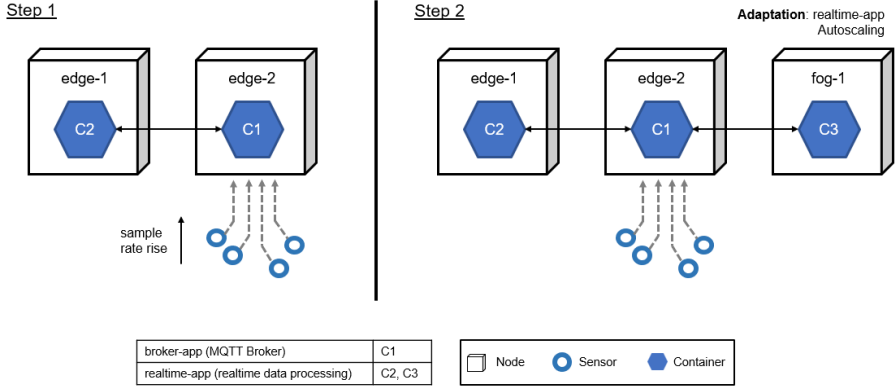 Step 1
Step 2
Adaptation: realtime-app
Autoscaling
edge-1
edge-2
edge-1
edge-2
fog-1
C2
C1
C2
C1
C3
sample
rate rise
broker-app (MQTT Broker) C1
realtime-app (realtime data processing) C2, C3
Node
Sensor
Container